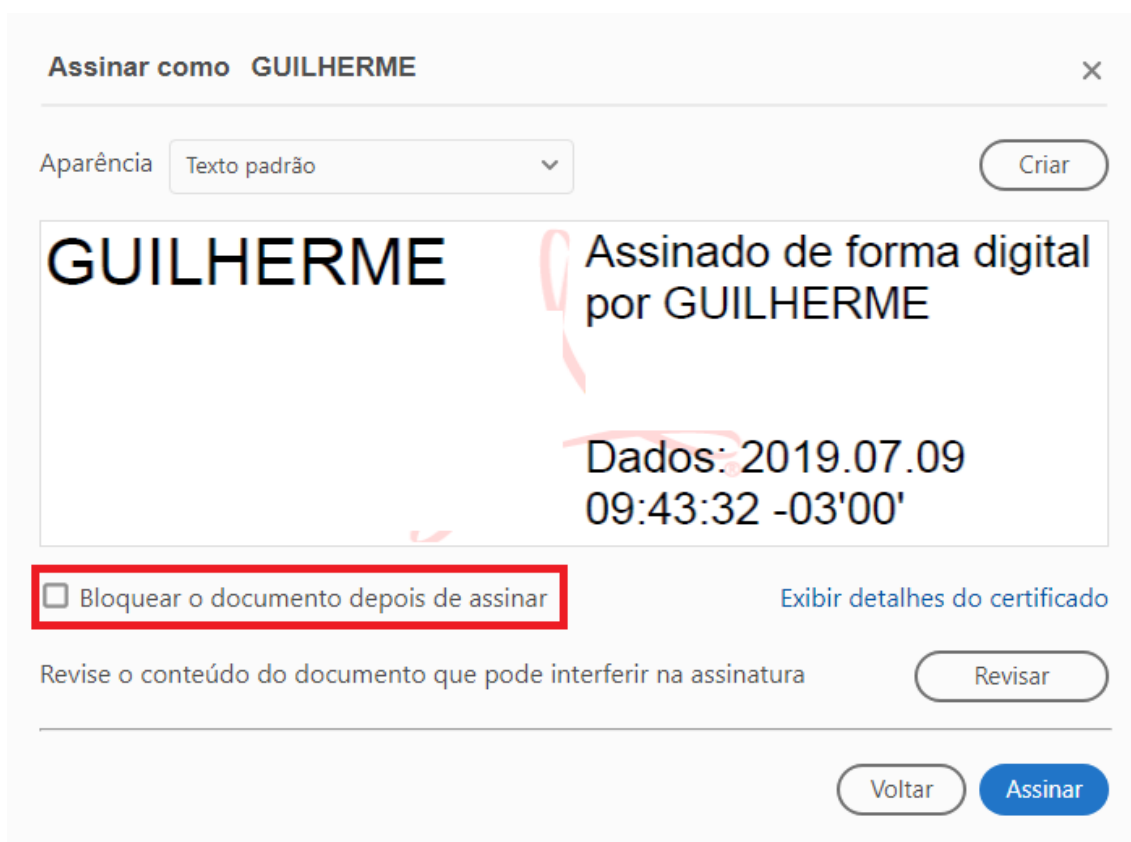 Assinar como GUILHERME
Aparência Texto padrão Criar
GUILHERME
Assinado de forma digital
por GUILHERME
Dados: 2019.07.09
09:43:32 -03'00'
Bloquear o documento depois de assinar Exibir detalhes do certificado
Revise o conteúdo do documento que pode interferir na assinatura Revisar
Voltar Assinar